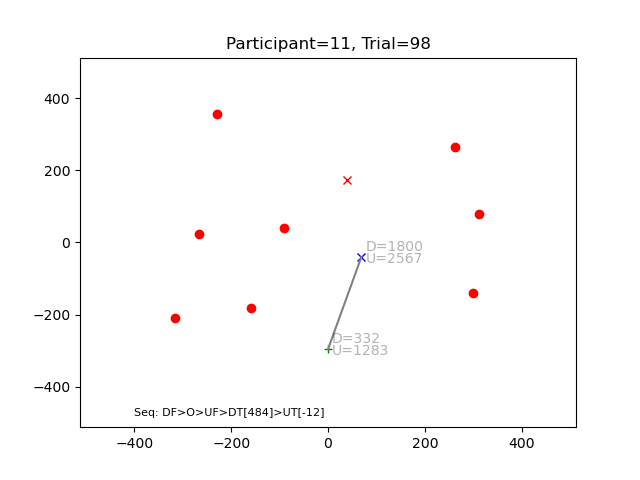 Participant=11, Trial=98
400
200
0
−200
−400
D=1800
U=2567
D=332
U=1283
Seq: DF>O>UF>DT[484]>UT[-12]
−400
−200
0
200
400